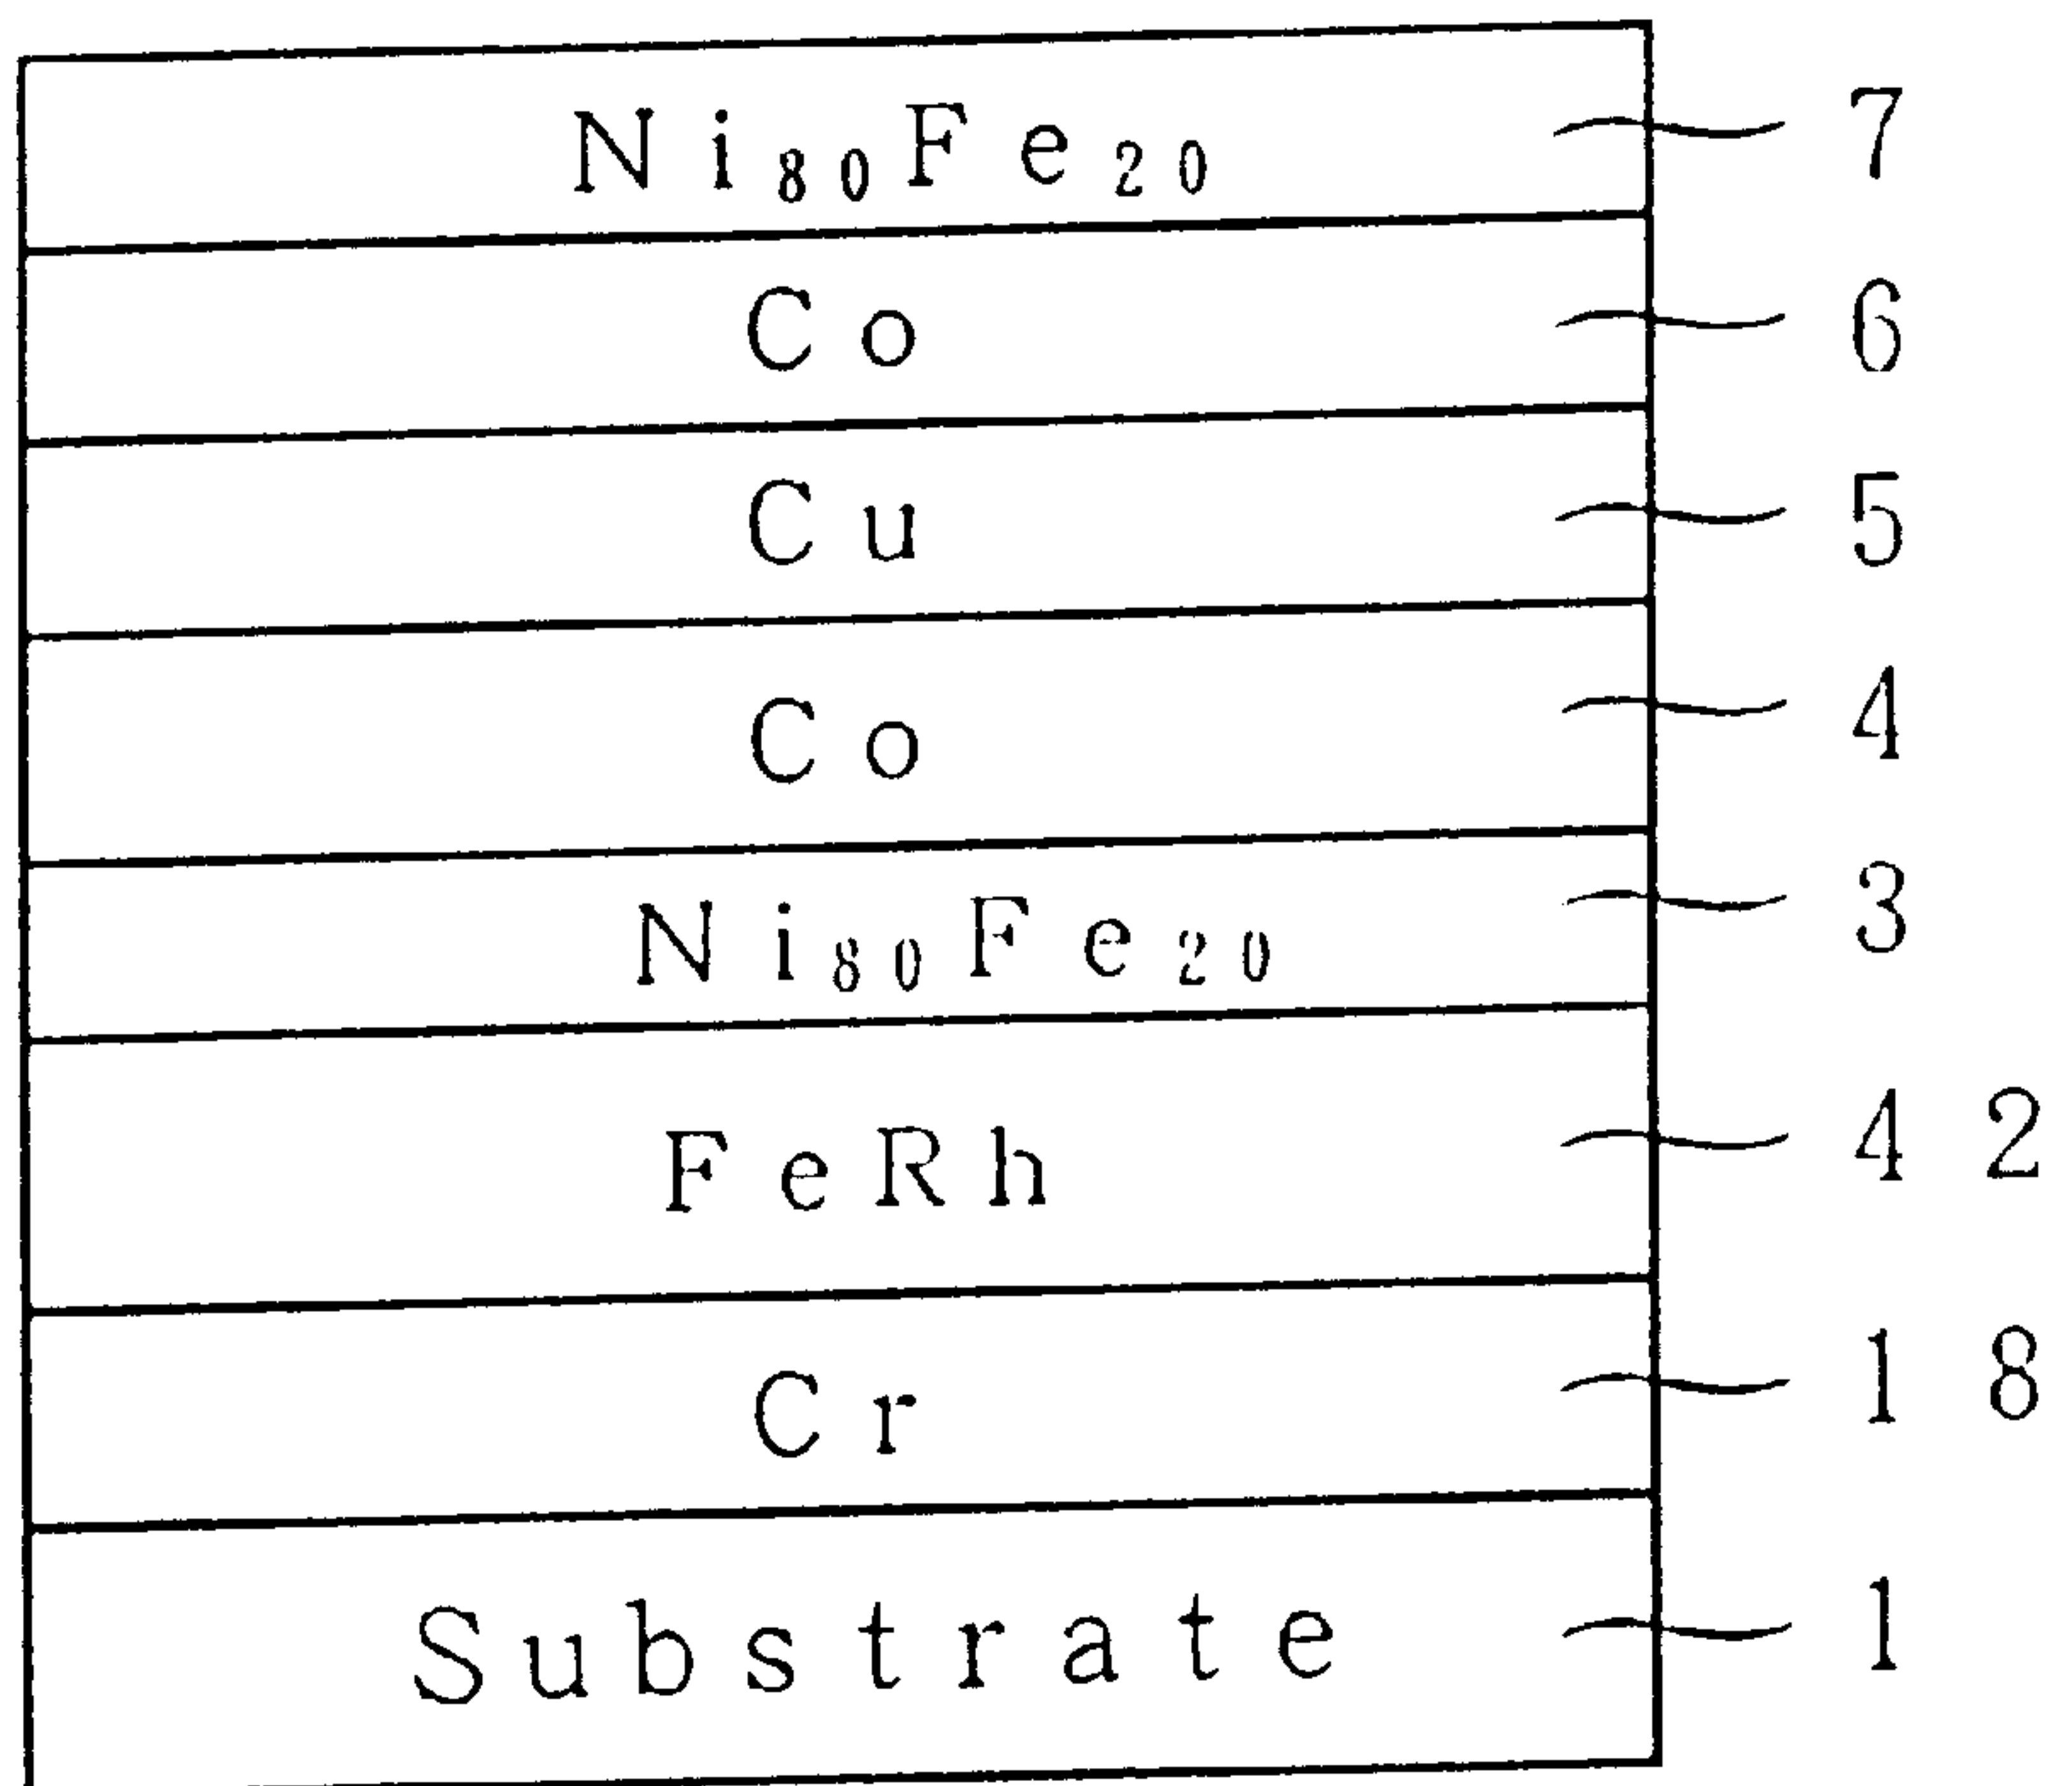 Ni₈₀Fe₂₀ 7
Co 6
Cu 5
Co 4
Ni₈₀Fe₂₀ 3
FeRh 42
Cr 18
Substrate 1